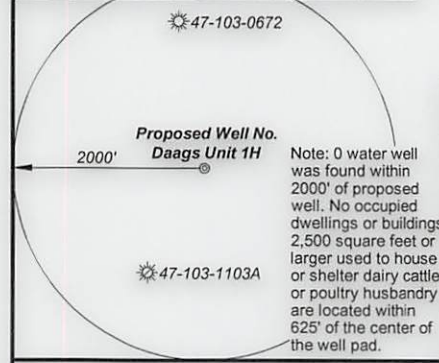 47-103-0672
Proposed Well No.
Daags Unit 1H
2000'
Note: 0 water well
was found within
2000' of proposed
well. No occupied
dwellings or buildings
2,500 square feet or
larger used to house
or shelter dairy cattle
or poultry husbandry
are located within
625' of the center of
the well pad.
47-103-1103A